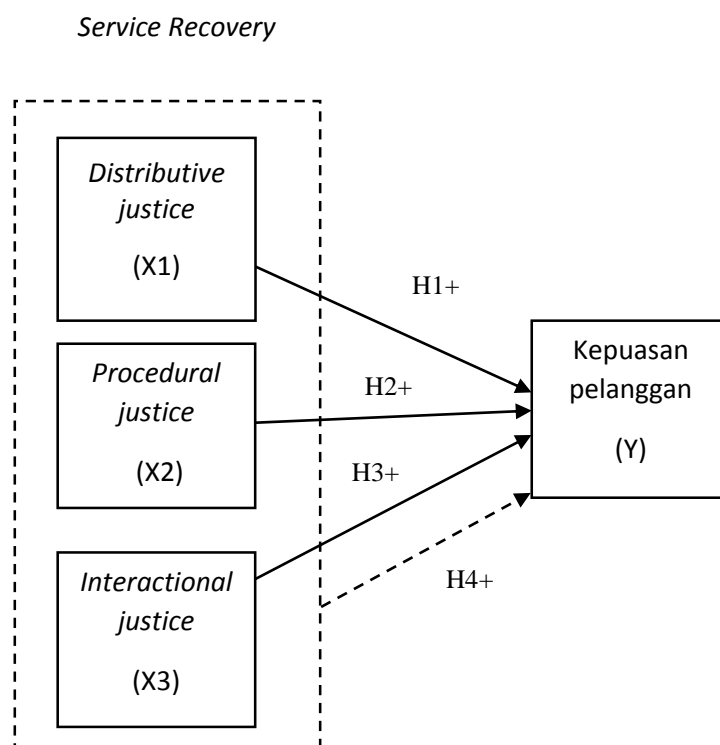 Service Recovery
Distributive
justice
(X1)
H1+
Procedural
justice
(X2)
H2+
Kepuasan
pelanggan
(Y)
H3+
Interactional
justice
(X3)
H4+